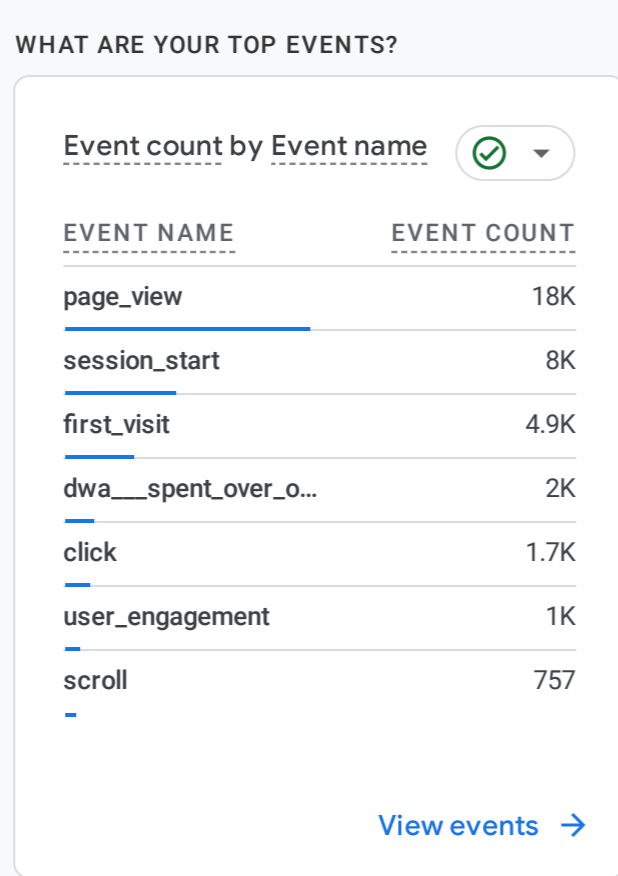 WHAT ARE YOUR TOP EVENTS?
Event count by Event name
EVENT NAME EVENT COUNT
page_view 18K
session_start 8K
first_visit 4.9K
dwa___spent_over_o... 2K
click 1.7K
user_engagement 1K
scroll 757
View events